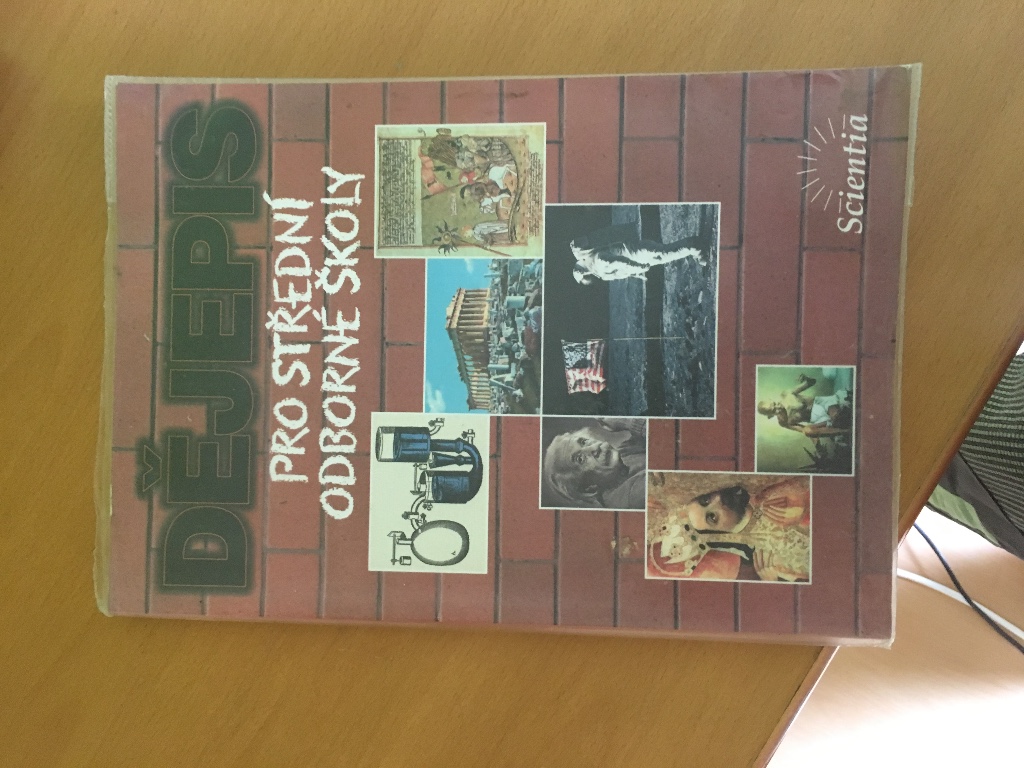 DĚJEPIS
PRO STŘEDNÍ
ODBORNÉ ŠKOLY
Scientia